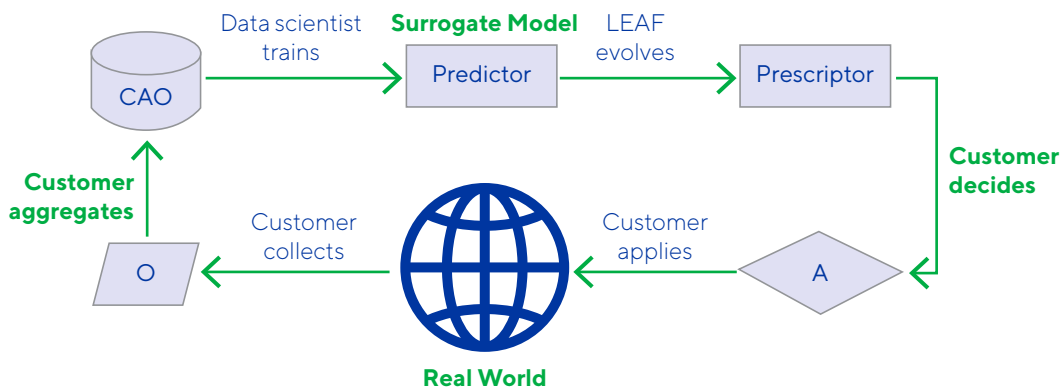 Data scientist
trains
Surrogate Model
LEAF
evolves
CAO
Predictor
Prescriptor
Customer
aggregates
Customer
decides
Customer
collects
Customer
applies
O
A
Real World